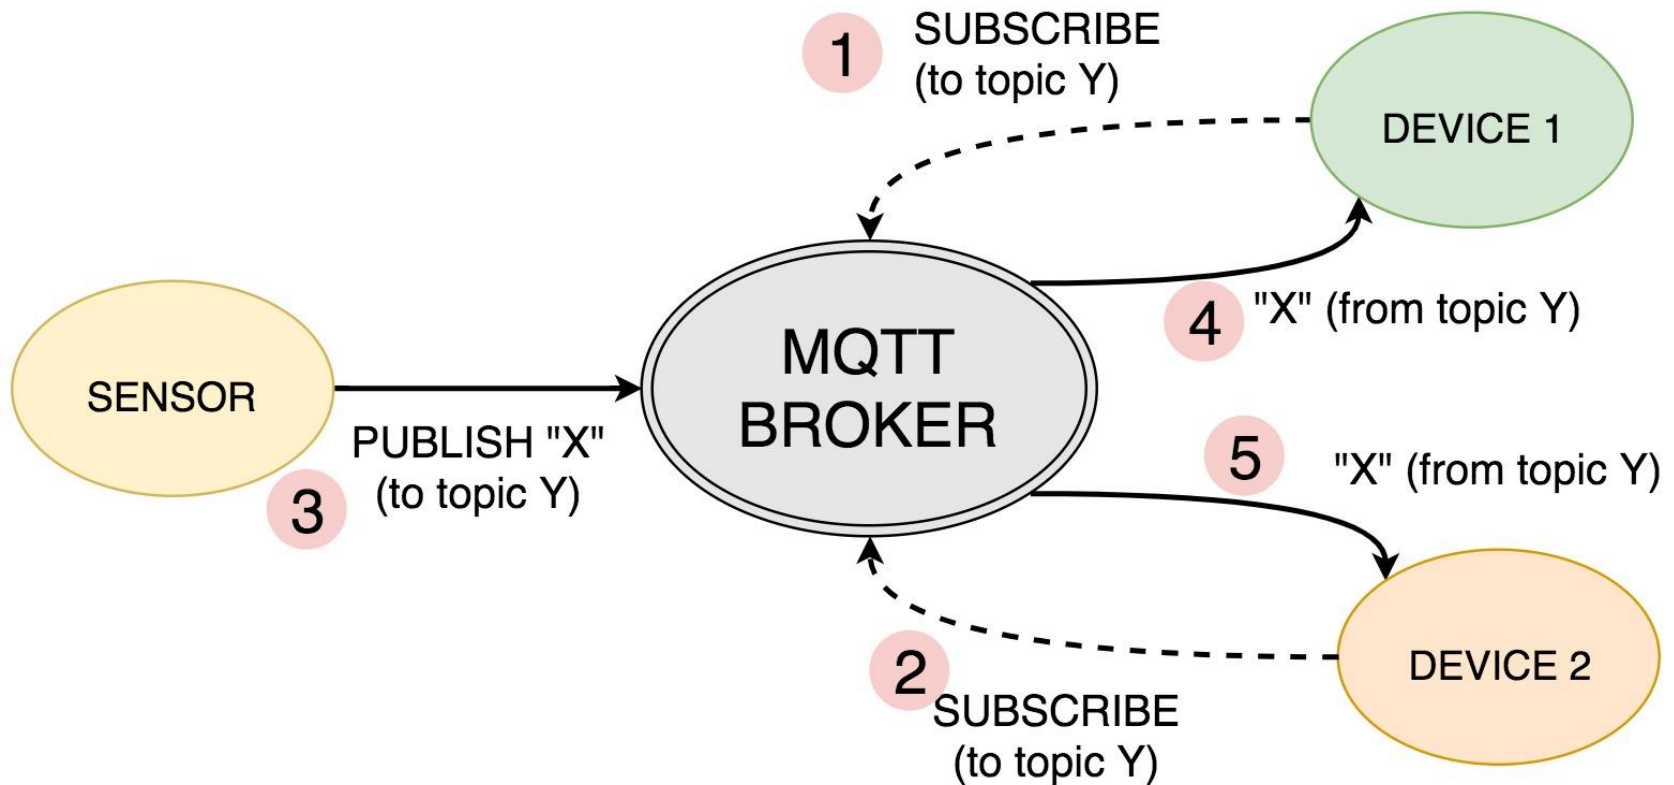 1
SUBSCRIBE
(to topic Y)
DEVICE 1
4
"X" (from topic Y)
MQTT
BROKER
SENSOR
PUBLISH "X"
(to topic Y)
3
5
"X" (from topic Y)
2
SUBSCRIBE
(to topic Y)
DEVICE 2